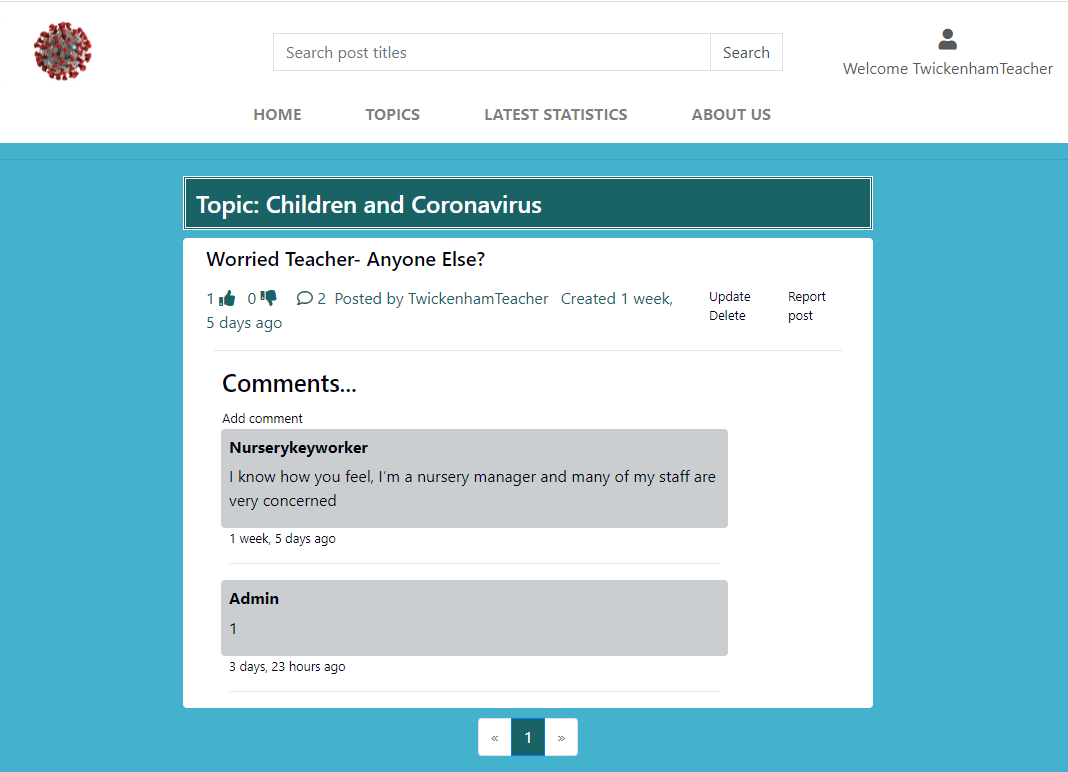 Search post titles
Search
Welcome TwickenhamTeacher
HOME TOPICS LATEST STATISTICS ABOUT US
Topic: Children and Coronavirus
Worried Teacher- Anyone Else?
1 0 2 Posted by TwickenhamTeacher Created 1 week,
5 days ago
Update
Delete
Report
post
Comments...
Add comment
Nurserykeyworker
I know how you feel, I'm a nursery manager and many of my staff are
very concerned
1 week, 5 days ago
Admin
1
3 days, 23 hours ago
« 1 »